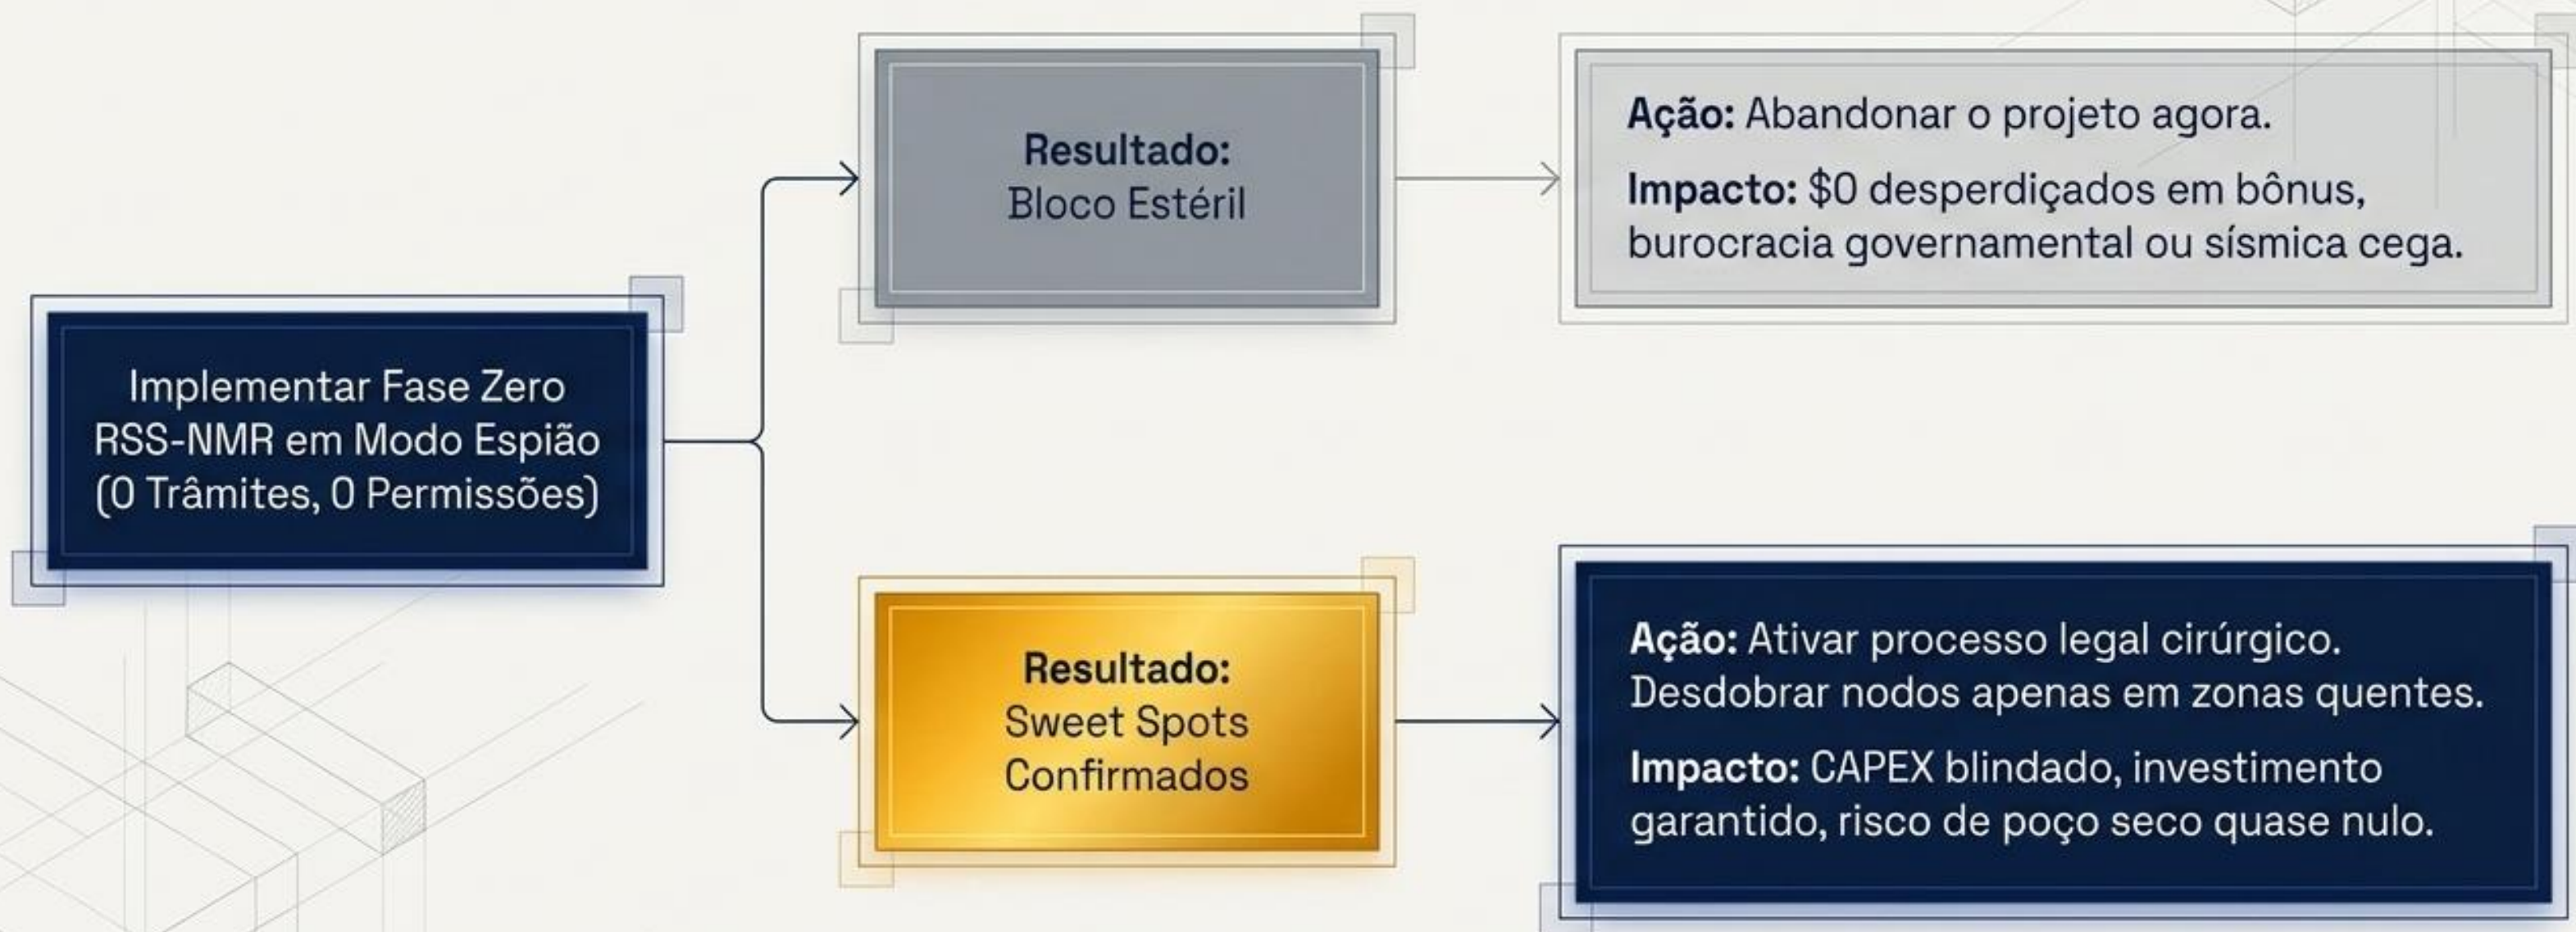 Implementar Fase Zero
RSS-NMR em Modo Espião
(0 Trâmites, 0 Permissões)
Resultado:
Bloco Estéril
Ação: Abandonar o projeto agora.
Impacto: $0 desperdiçados em bônus,
burocracia governamental ou sísmica cega.
Resultado:
Sweet Spots
Confirmados
Ação: Ativar processo legal cirúrgico.
Desdobrar nodos apenas em zonas quentes.
Impacto: CAPEX blindado, investimento
garantido, risco de poço seco quase nulo.